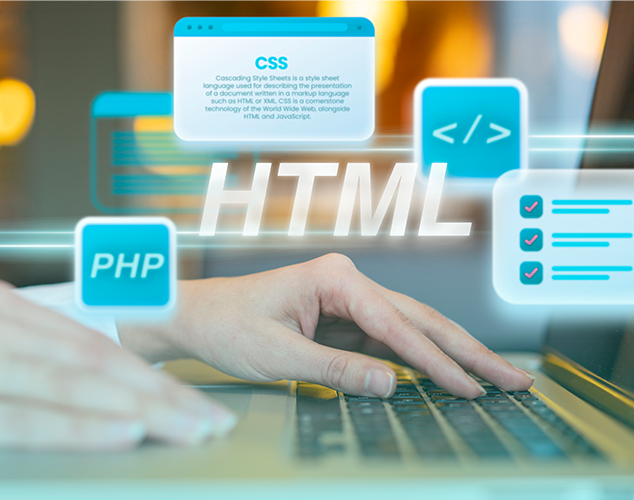 CSS
Cascading Style Sheets is a style sheet
language used for describing the presentation
of a document written in a markup language
such as HTML or XML. CSS is a cornerstone
technology of the World Wide Web, alongside
HTML and JavaScript.
</>
HTML
PHP